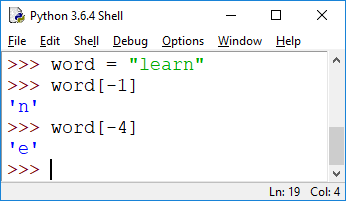 Python 3.6.4 Shell
File Edit Shell Debug Options Window Help
>>> word = "learn"
>>> word[-1]
'n'
>>> word[-4]
'e'
>>>
Ln: 19 Col: 4